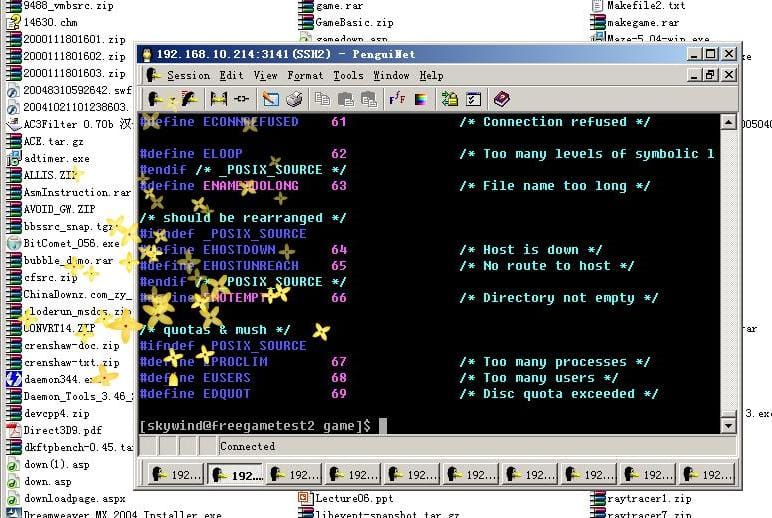 9488_vmbsrc.zip
14630.chm
2000111801601.zip
2000111801602.zip
2000111801603.zip
20048310592642.swf
20041021101238603.
AC3Filter 0.70b 汉
ACE.tar.gz
adtimer.exe
ALLIS.ZIP
AsmInstruction.rar
AVOID_GW.ZIP
bbssrc_snap.tgz
BitComet_056.exe
bubble_demo.rar
cfsrc.zip
ChinaDownz.com_zy_
cloderun_msdos.zip
CONVRT14.ZIP
crenshaw-doc.zip
crenshaw-txt.zip
daemon344.exe
Daemon_Tools_3.46_
devcpp4.zip
Direct3D9.pdf
dkftpbench-0.45.ta
down(1).asp
down.asp
downloadpage.aspx
Dreamweaver MX 2004 Installer.exe
game.rar
GameBasic.zip
gamedown.asp
Makefile2.txt
makegame.rar
Maze-5.04-win.exe
192.168.10.214:3141(SSH2) - PenguiNet
Session Edit View Format Tools Window Help
#define ECONNREFUSED 61 /* Connection refused */
#define ELOOP 62 /* Too many levels of symbolic l
#endif /* _POSIX_SOURCE */
#define ENAMETOOLONG 63 /* File name too long */
/* should be rearranged */
#ifndef _POSIX_SOURCE
#define EHOSTDOWN 64 /* Host is down */
#define EHOSTUNREACH 65 /* No route to host */
#endif /* _POSIX_SOURCE */
#define ENOTEMPTY 66 /* Directory not empty */
/* quotas & mush */
#ifndef _POSIX_SOURCE
#define EPROCLIM 67 /* Too many processes */
#define EUSERS 68 /* Too many users */
#define EDQUOT 69 /* Disc quota exceeded */
[skywind@freegametest2 game]$
Connected
192... 192.... 192... 192... 192... 192... 192... 192... 192... 192...
005040
rar
exe
Lecture06.ppt
libevent-snapshot.tar.gz
raytracer1.zip
raytracer7.zip